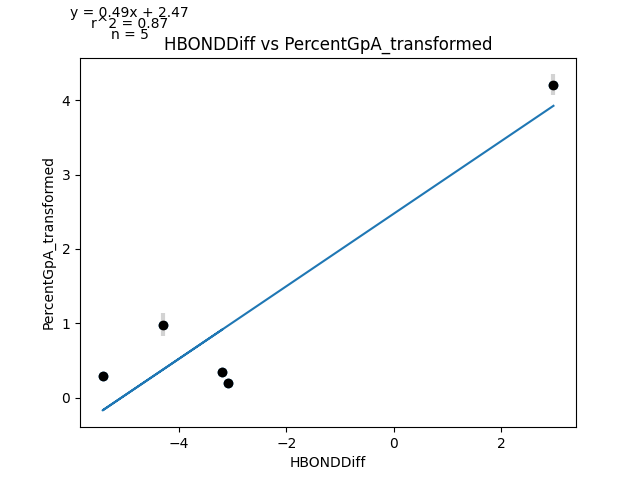 y = 0.49x + 2.47
r^2 = 0.87
n = 5
HBONDDiff vs PercentGpA_transformed
4
3
2
1
0
PercentGpA_transformed
−4
−2
0
2
HBONDDiff